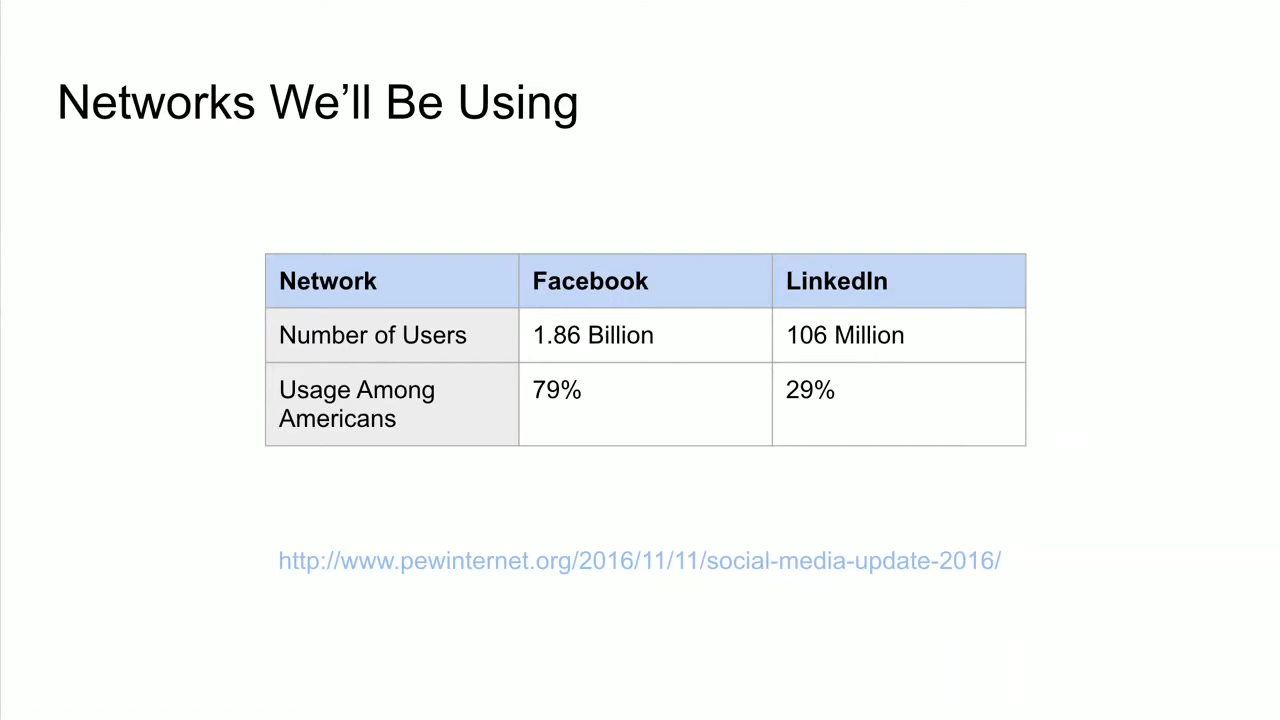 Networks We’ll Be Using
Network Facebook LinkedIn
Number of Users 1.86 Billion 106 Million
Usage Among 79% 29%
Americans
http://www.pewinternet.org/2016/11/11/social-media-update-2016/